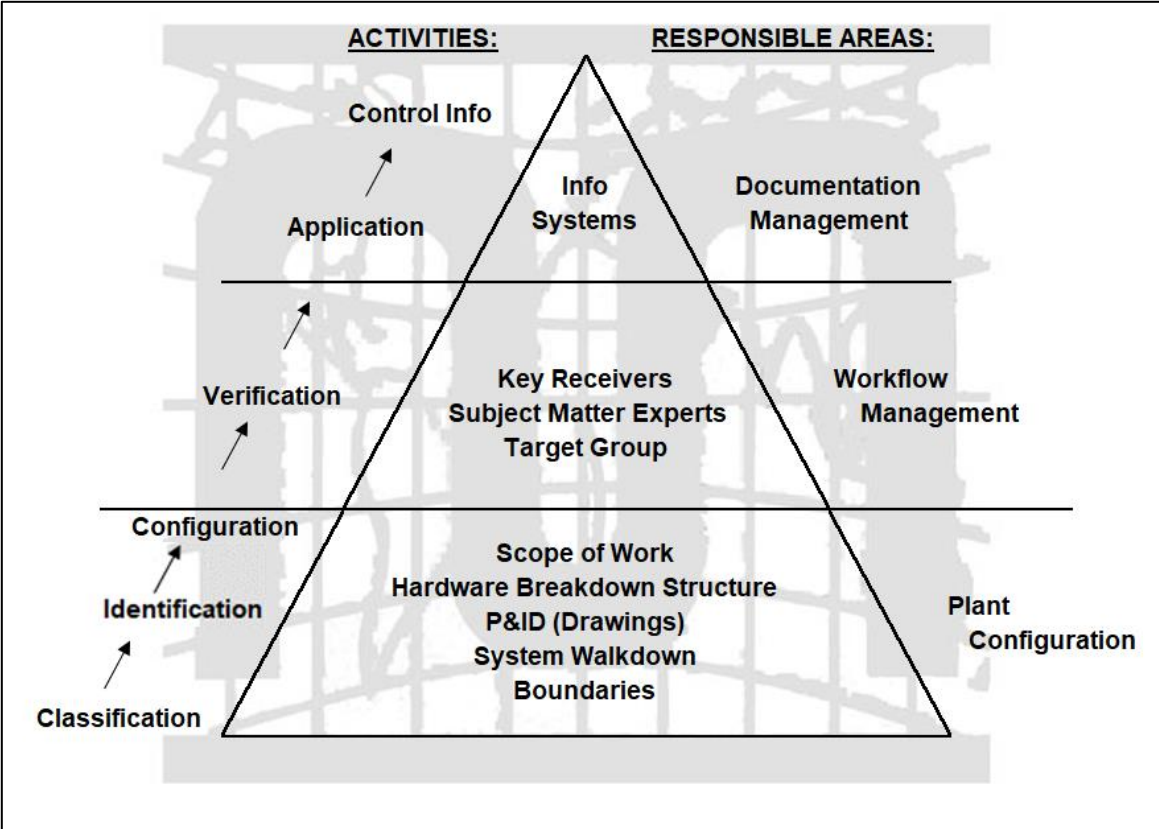 ACTIVITIES:
RESPONSIBLE AREAS:
Control Info
Info
Systems
Documentation
Management
Application
Verification
Key Receivers
Subject Matter Experts
Target Group
Workflow
Management
Configuration
Identification
Classification
Scope of Work
Hardware Breakdown Structure
P&ID (Drawings)
System Walkdown
Boundaries
Plant
Configuration